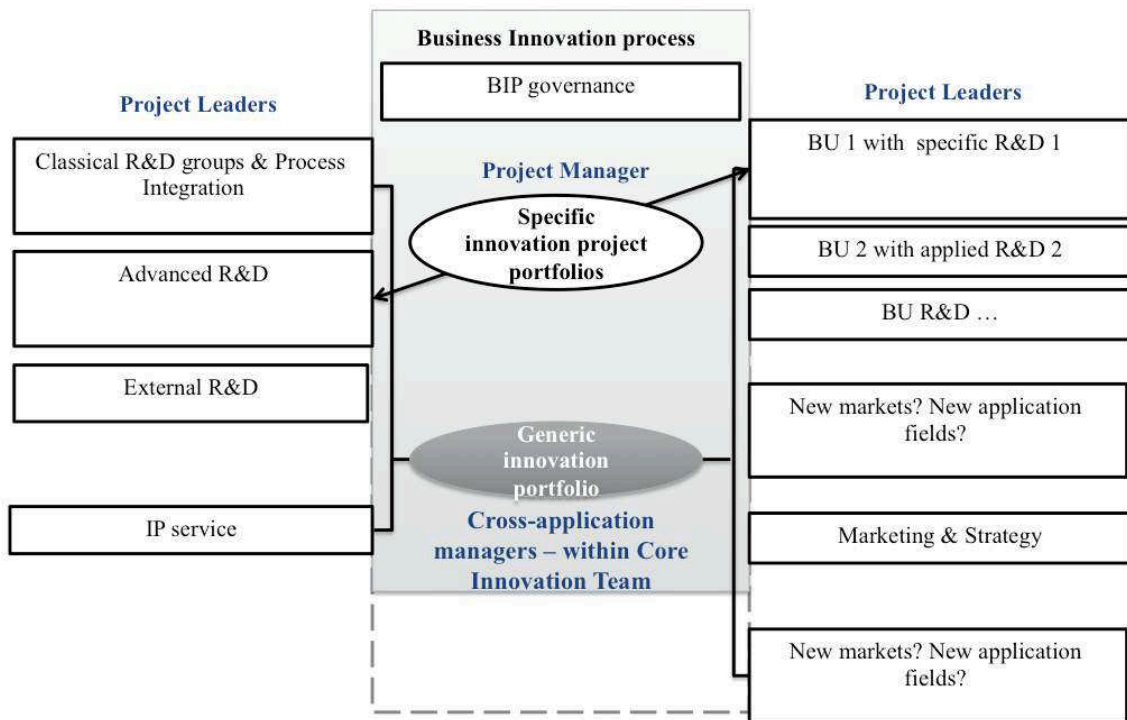 Business Innovation process
BIP governance
Project Leaders
Classical R&D groups & Process
Integration
Advanced R&D
External R&D
IP service
Project Manager
Specific
innovation project
portfolios
Generic
innovation
portfolio
Cross-application
managers – within Core
Innovation Team
Project Leaders
BU 1 with specific R&D 1
BU 2 with applied R&D 2
BU R&D …
New markets? New application
fields?
Marketing & Strategy
New markets? New application
fields?